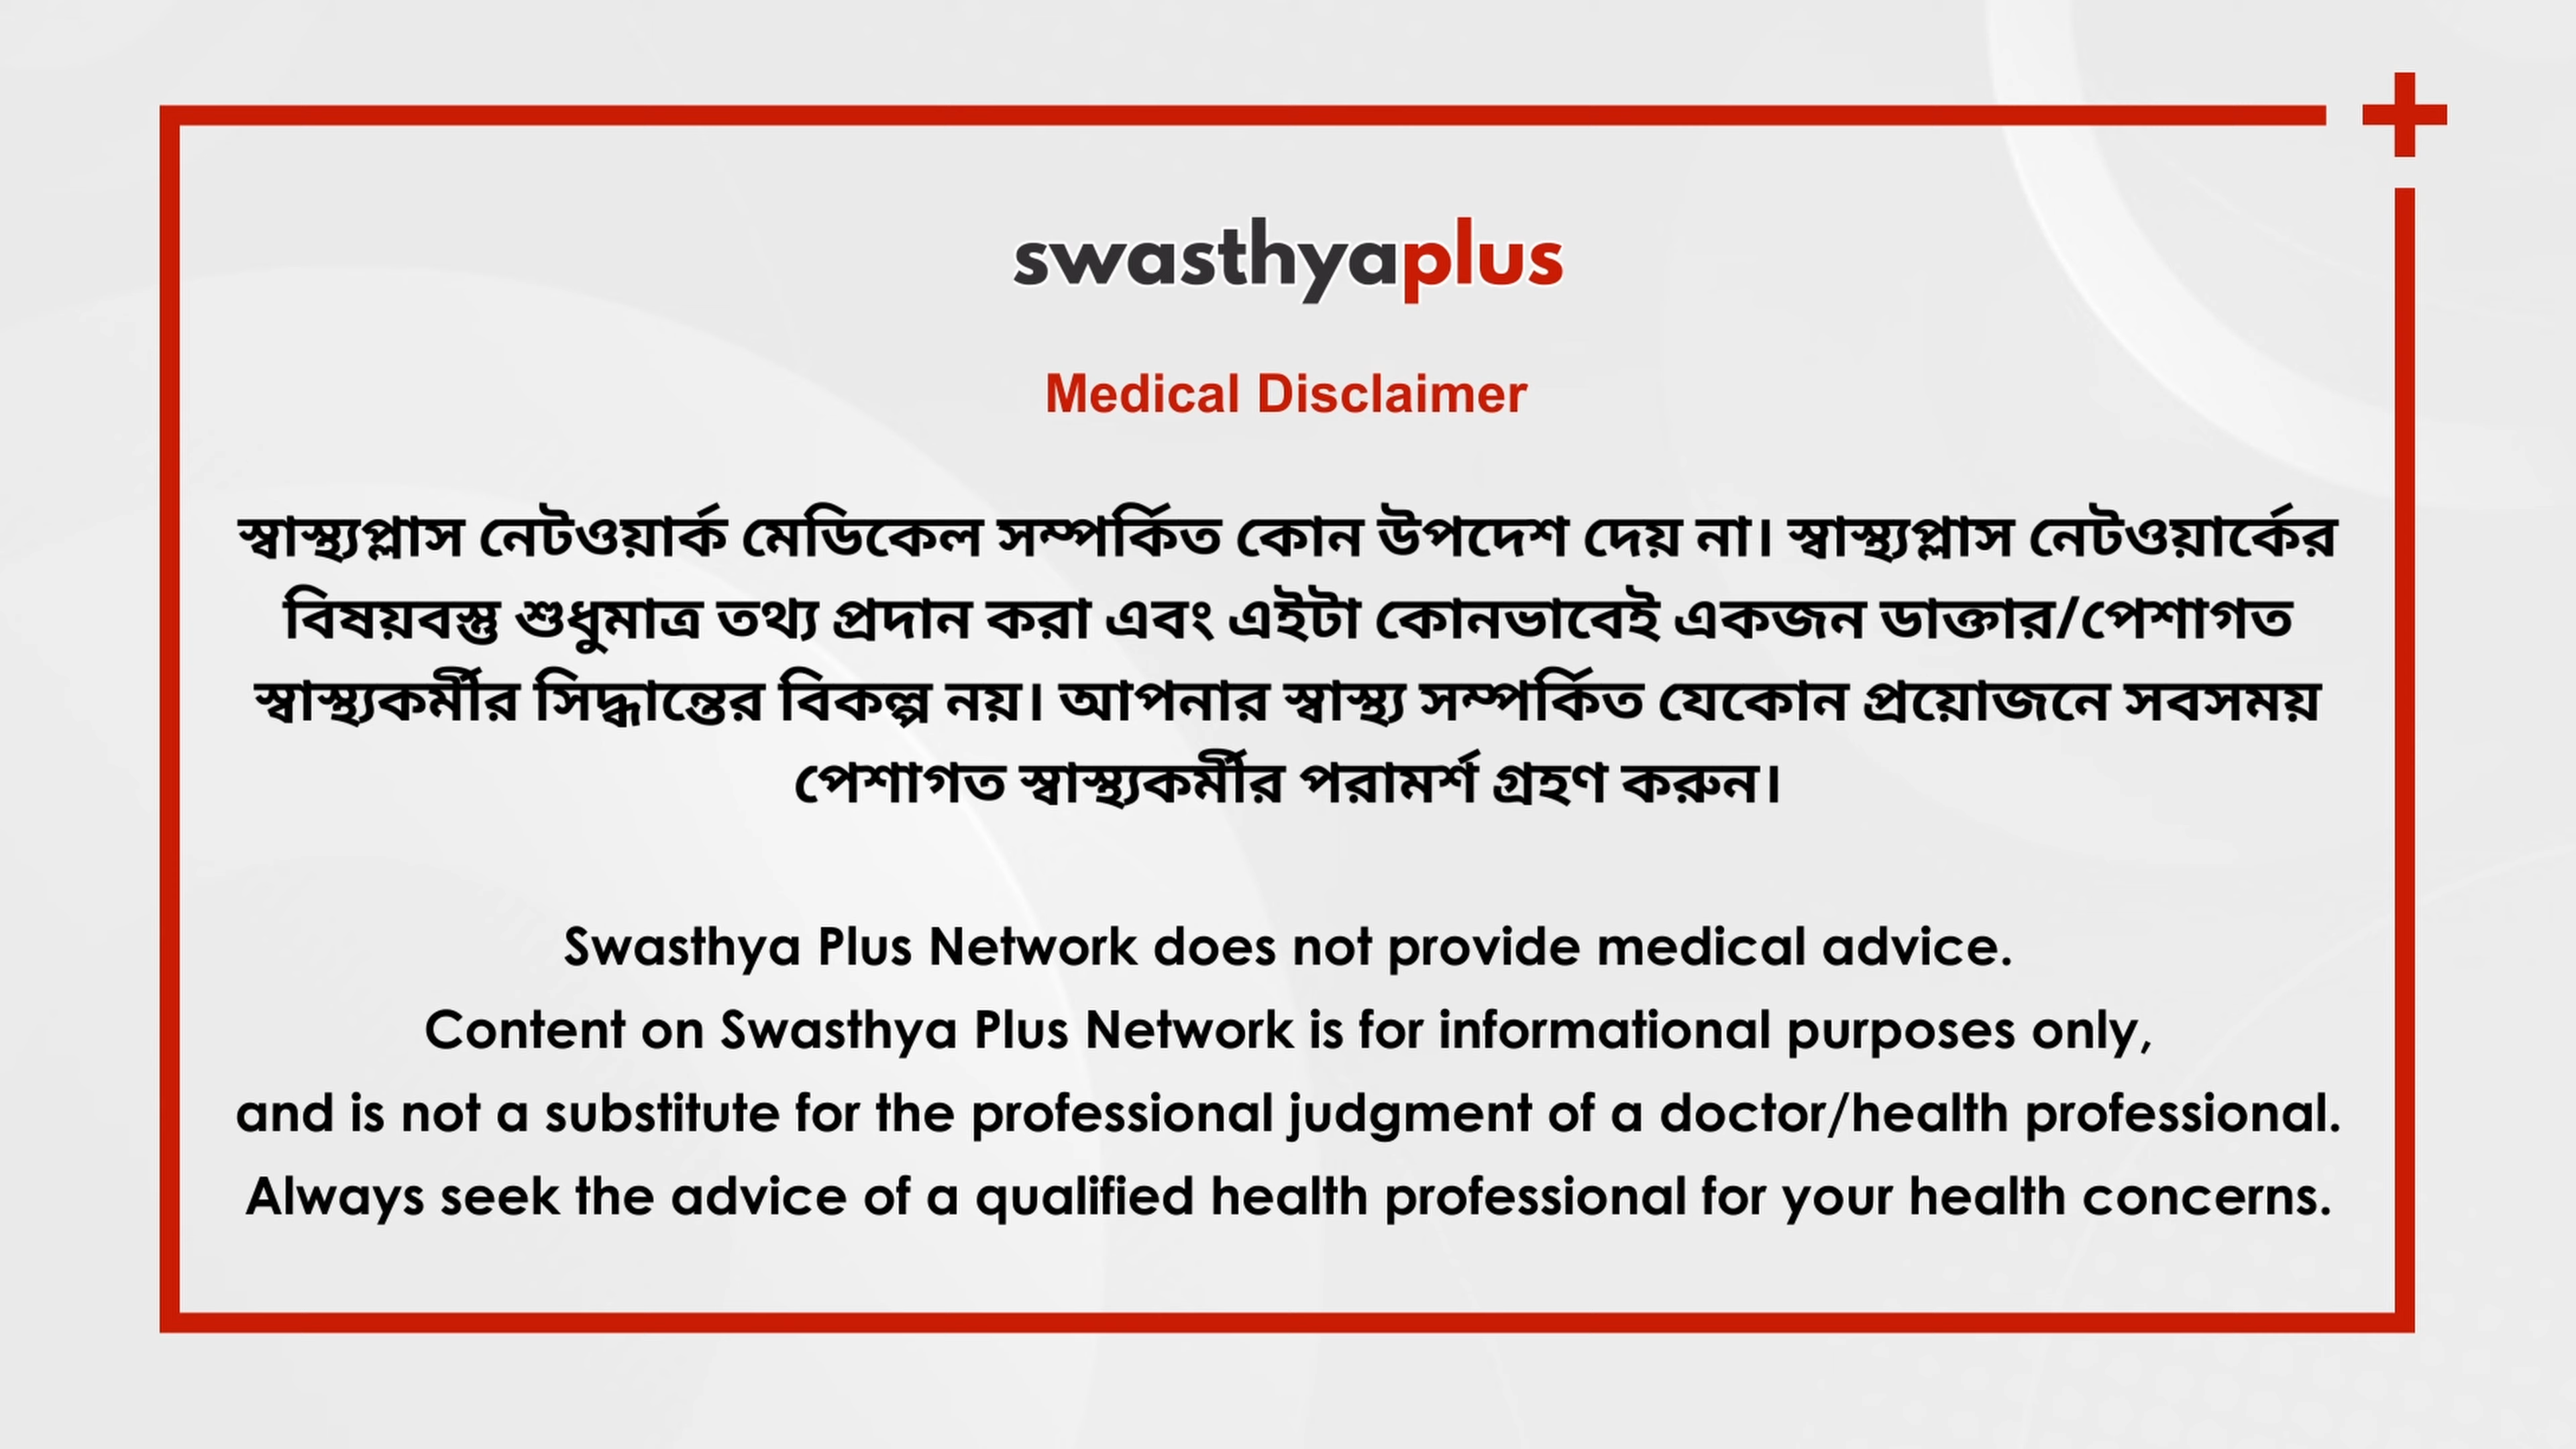 swasthyaplus
Medical Disclaimer
স্বাস্থ্যপ্লাস নেটওয়ার্ক মেডিকেল সম্পর্কিত কোন উপদেশ দেয় না। স্বাস্থ্যপ্লাস নেটওয়ার্কের
বিষয়বস্তু শুধুমাত্র তথ্য প্রদান করা এবং এইটা কোনভাবেই একজন ডাক্তার/পেশাগত
স্বাস্থ্যকর্মীর সিদ্ধান্তের বিকল্প নয়। আপনার স্বাস্থ্য সম্পর্কিত যেকোন প্রয়োজনে সবসময়
পেশাগত স্বাস্থ্যকর্মীর পরামর্শ গ্রহণ করুন।
Swasthya Plus Network does not provide medical advice.
Content on Swasthya Plus Network is for informational purposes only,
and is not a substitute for the professional judgment of a doctor/health professional.
Always seek the advice of a qualified health professional for your health concerns.